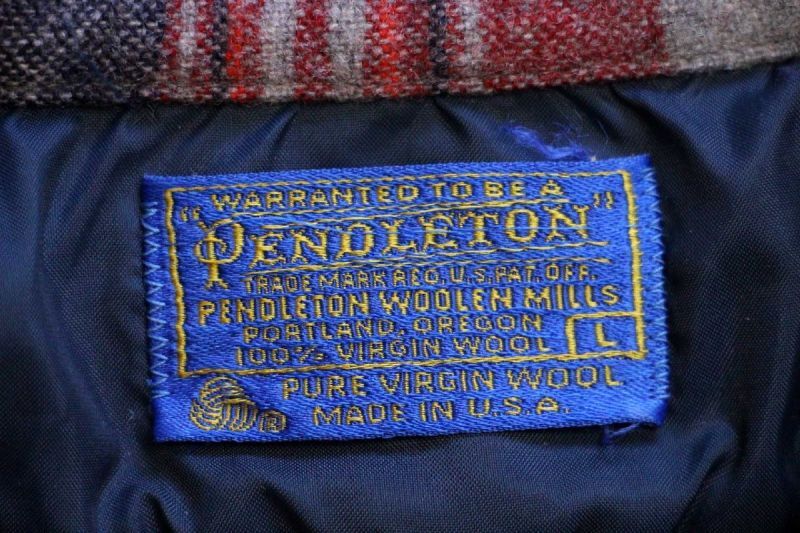 WARRANTED TO BE A
"PENDLETON"
TRADE MARK REG. U.S. PAT. OFF.
PENDLETON WOOLEN MILLS
PORTLAND, OREGON
100% VIRGIN WOOL L
PURE VIRGIN WOOL
® MADE IN U.S.A.